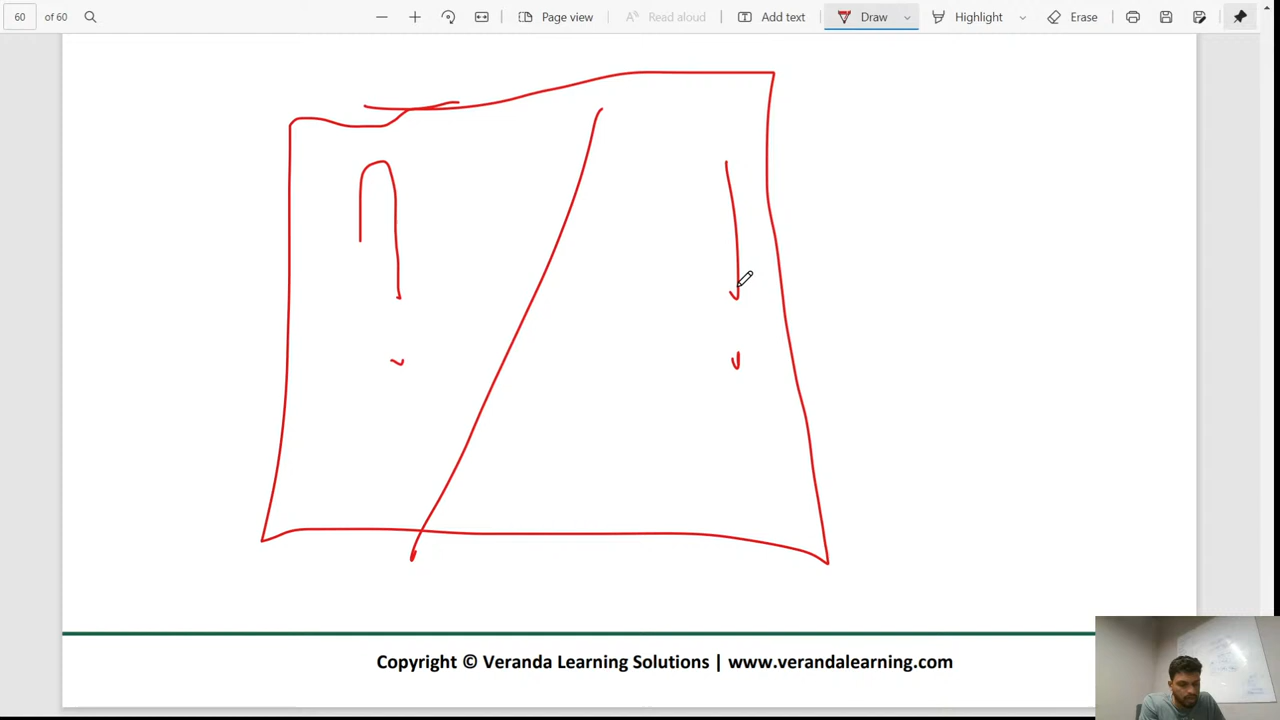 60 of 60 Page view Read aloud Add text Draw Highlight Erase
Copyright © Veranda Learning Solutions | www.verandalearning.com